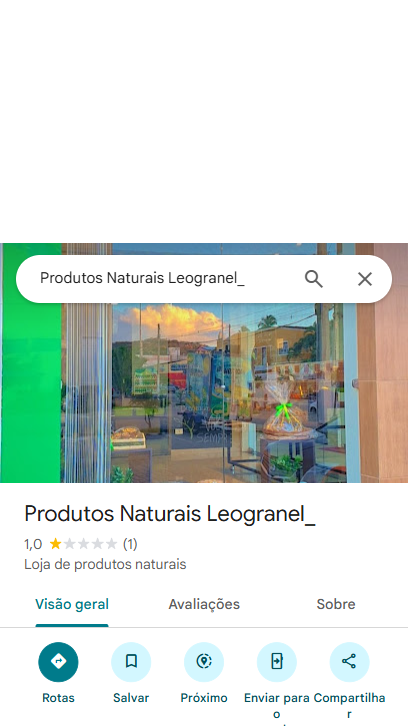 Produtos Naturais Leogranel_
Produtos Naturais Leogranel_
1,0 (1)
Loja de produtos naturais
Visão geral Avaliações Sobre
Rotas Salvar Próximo Enviar para o Compartilhar